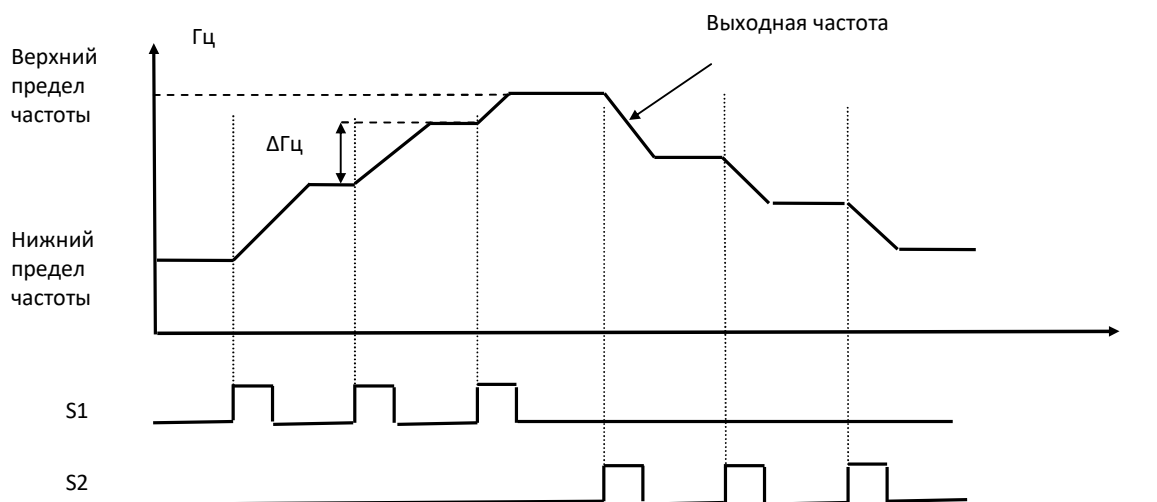 Выходная частота
Гц
Верхний
предел
частоты
ΔГц
Нижний
предел
частоты
S1
S2